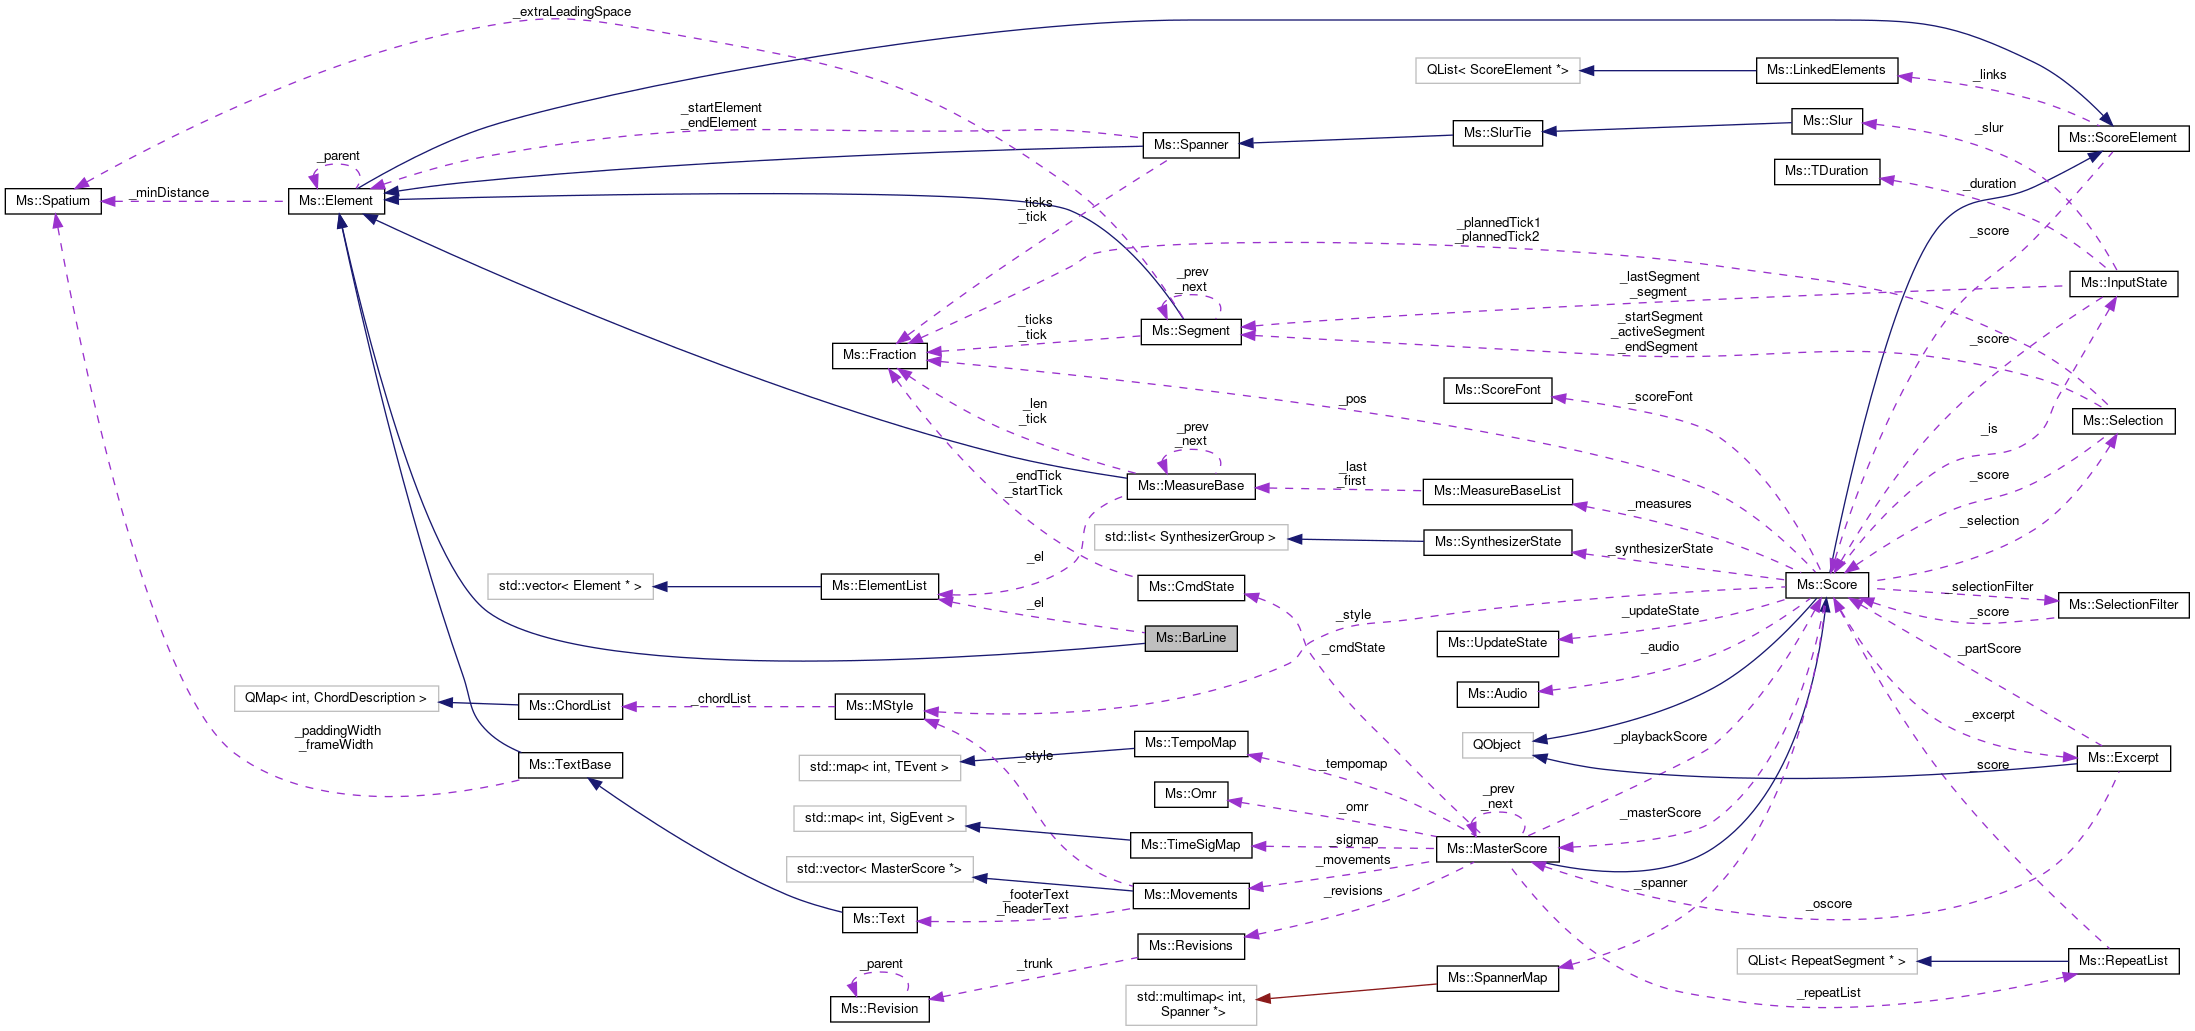 _extraLeadingSpace
QList< ScoreElement *>
Ms::LinkedElements
_links
_startElement
_endElement
Ms::Slur
_slur
Ms::SlurTie
Ms::Spanner
Ms::ScoreElement
_parent
Ms::TDuration
_duration
_minDistance
Ms::Spatium
Ms::Element
_ticks
_tick
_plannedTick1
_plannedTick2
_score
_prev
_next
_lastSegment
_segment
Ms::InputState
_ticks
_tick
Ms::Segment
_startSegment
_activeSegment
_endSegment
_score
Ms::Fraction
Ms::ScoreFont
_scoreFont
_pos
_len
_tick
_prev
_next
_is
Ms::Selection
_endTick
_startTick
Ms::MeasureBase
_last
_first
Ms::MeasureBaseList
_measures
_score
_selection
std::list< SynthesizerGroup >
Ms::SynthesizerState
_synthesizerState
_el
std::vector< Element * >
Ms::ElementList
Ms::CmdState
Ms::Score
_selectionFilter
_score
Ms::SelectionFilter
_el
_style
_updateState
Ms::BarLine
Ms::UpdateState
_cmdState
_audio
_partScore
QMap< int, ChordDescription >
Ms::ChordList
_chordList
Ms::MStyle
Ms::Audio
_excerpt
_paddingWidth
_frameWidth
Ms::TextBase
_style
std::map< int, TEvent >
Ms::TempoMap
_tempomap
QObject
_playbackScore
Ms::Excerpt
_score
Ms::Omr
_omr
_prev
_next
std::map< int, SigEvent >
Ms::TimeSigMap
_sigmap
Ms::MasterScore
_masterScore
std::vector< MasterScore *>
Ms::Movements
_movements
_footerText
_headerText
Ms::Text
_revisions
_spanner
_oscore
Ms::Revisions
_parent
_trunk
Ms::Revision
std::multimap< int,
Spanner *>
Ms::SpannerMap
QList< RepeatSegment * >
Ms::RepeatList
_repeatList